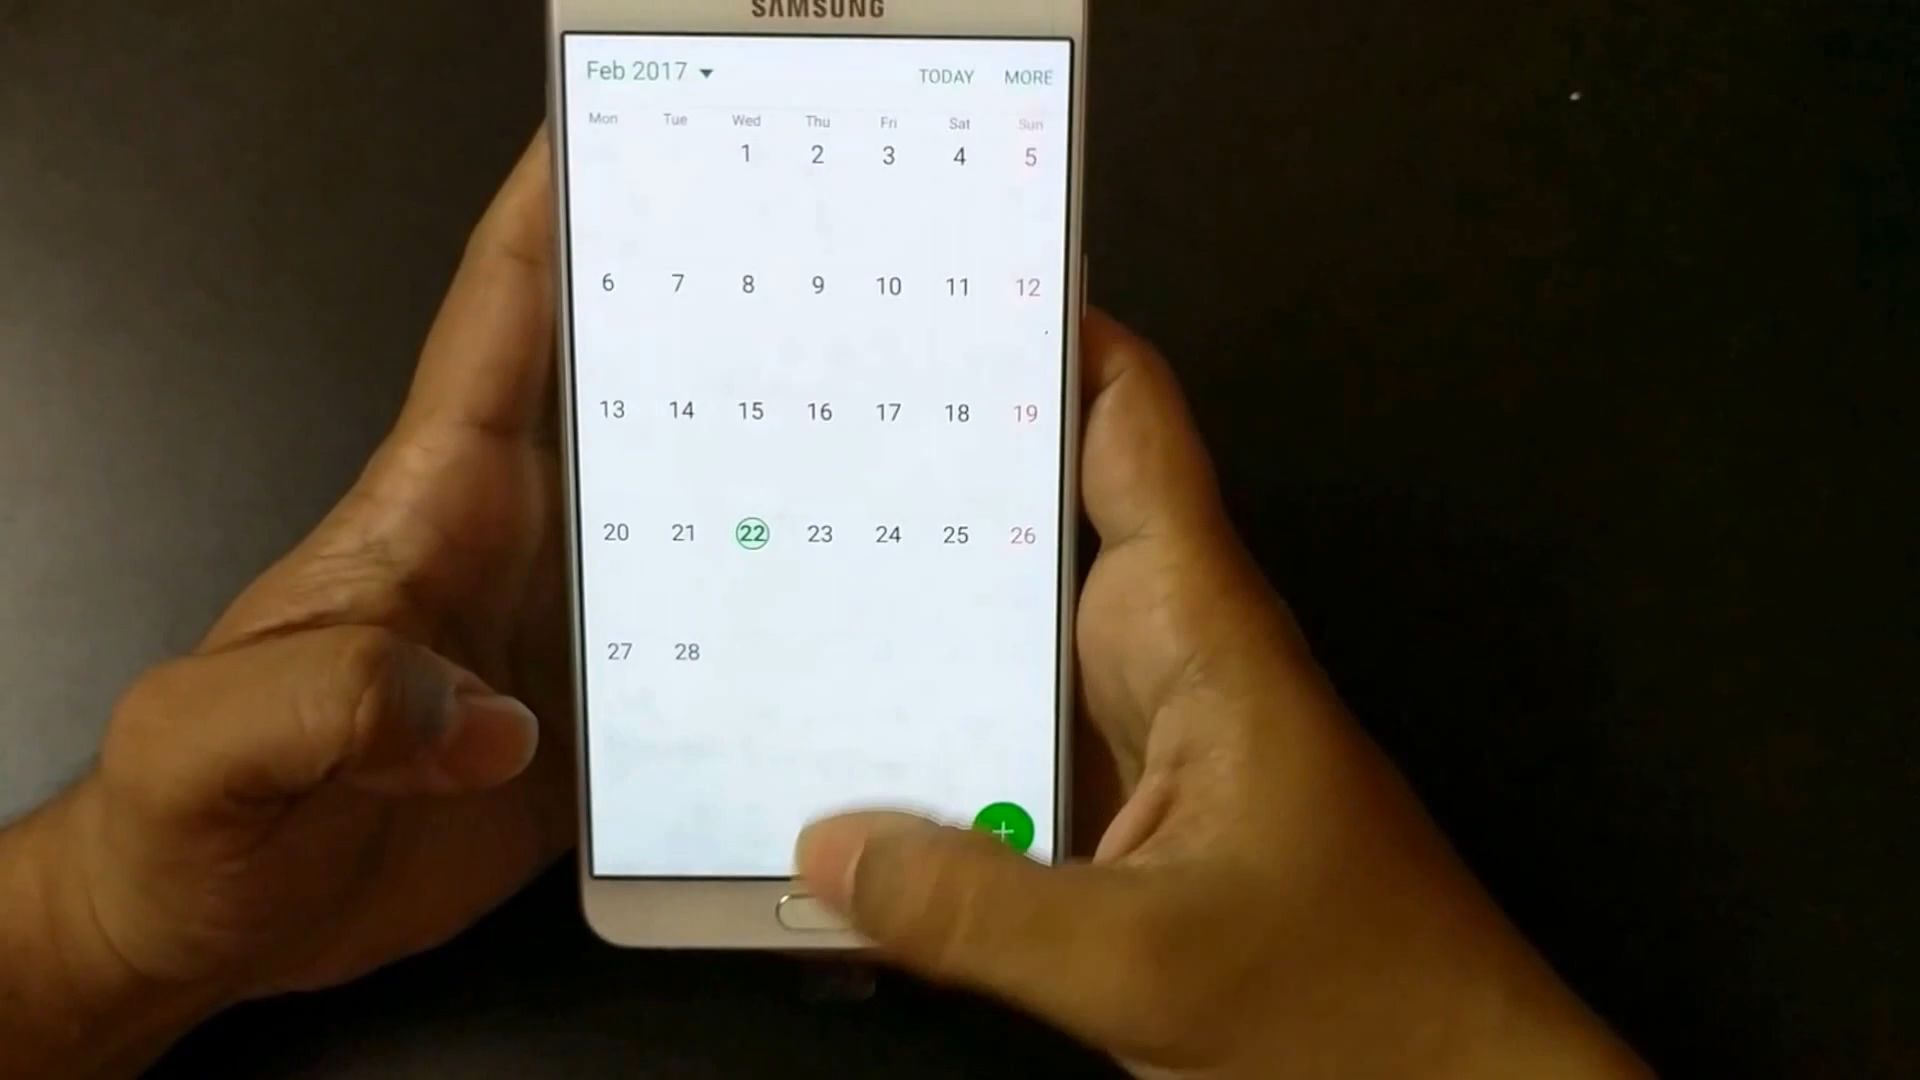 SAMSUNG
Feb 2017 TODAY MORE
Mon Tue Wed Thu Fri Sat Sun
1 2 3 4 5
6 7 8 9 10 11 12
13 14 15 16 17 18 19
20 21 22 23 24 25 26
27 28
+